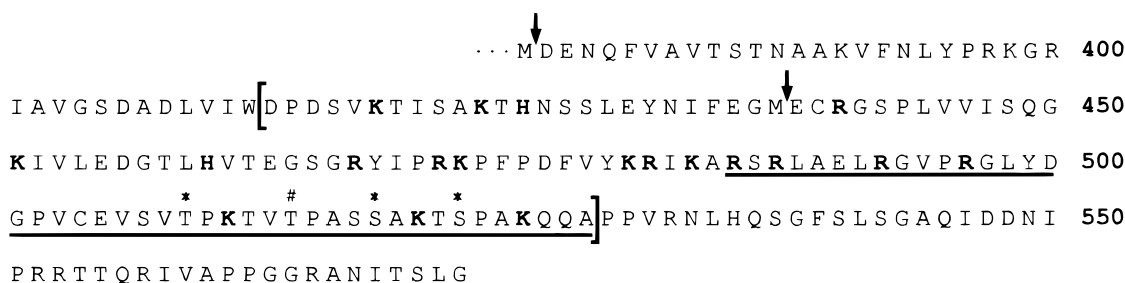 ···MDENQFVAVTSTNAAKVFNLYPRKGR 400
IAVGSDADLVIW[DPDSVKTISAKTHNSSLEYNIFEGMECRGSPLVVISQG 450
KIVLEDGTLHVTEGSGRYIPRKPFPDFVYKRIKARSRLAELRGVPRGLYD 500
* # * *
GPVCEVSVTPKTVTPASSAKTSPAKQQA]PPVRNLHQSGFSLSGAQIDDNI 550
PRRTTQRIVAPPGGRANITSLG